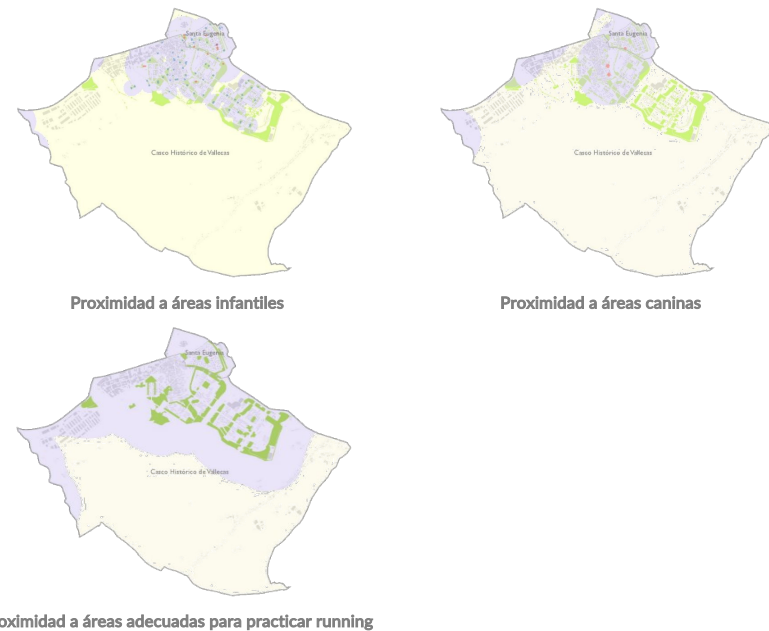 Santa Eugenia
Casco Histórico de Vallecas
Proximidad a áreas infantiles
Santa Eugenia
Casco Histórico de Vallecas
Proximidad a áreas caninas
Santa Eugenia
Casco Histórico de Vallecas
oximidad a áreas adecuadas para practicar running